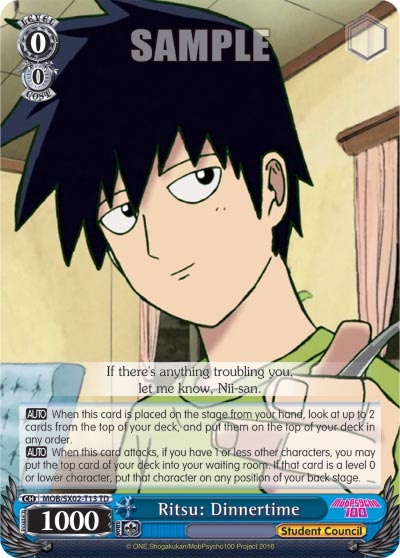 LEVEL
0
0
COST
SAMPLE
If there's anything troubling you,
let me know, Nii-san.
AUTO When this card is placed on the stage from your hand, look at up to 2
cards from the top of your deck, and put them on the top of your deck in
any order.
AUTO When this card attacks, if you have 1 or less other characters, you may
put the top card of your deck into your waiting room. If that card is a level 0
or lower character, put that character on any position of your back stage.
CH MOB/SX02-T13 TD
POWER 1000
Ritsu: Dinnertime
MobPsycho
100
Student Council
© ONE,Shogakukan/MobPsycho100 Project 2016